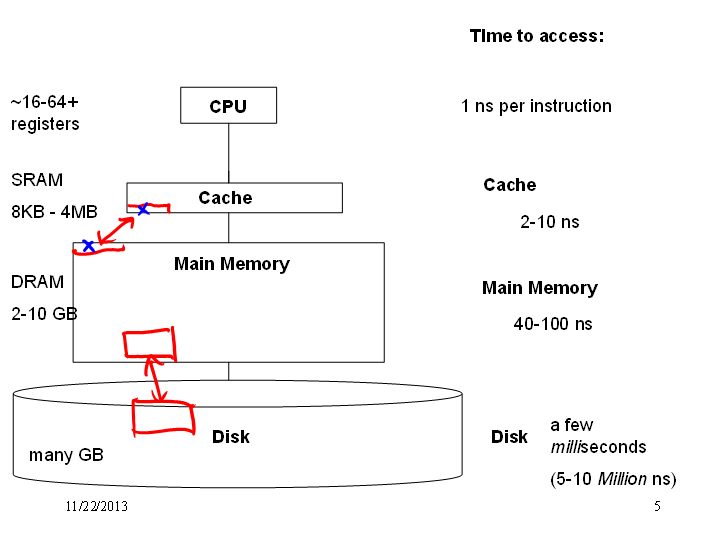 TIme to access:
~16-64+
registers
CPU
1 ns per instruction
SRAM
8KB - 4MB
Cache
Cache
2-10 ns
DRAM
2-10 GB
Main Memory
Main Memory
40-100 ns
many GB
Disk
Disk
a few
milliseconds
(5-10 Million ns)
11/22/2013
5